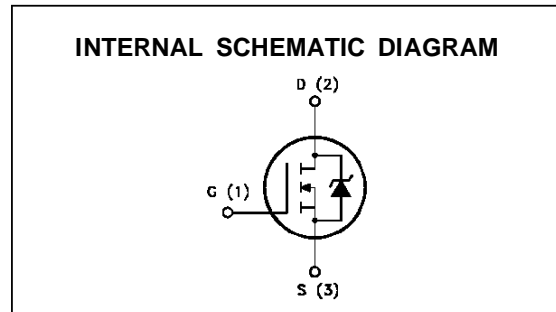 INTERNAL SCHEMATIC DIAGRAM
D (2)
G (1)
S (3)